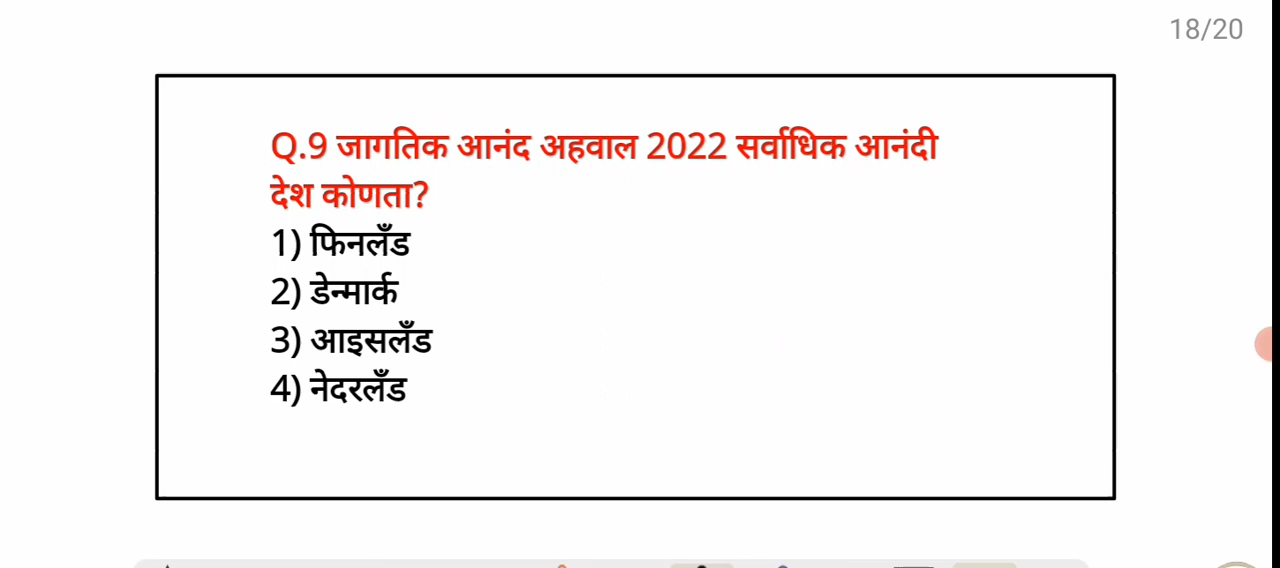 18/20
Q.9 जागतिक आनंद अहवाल 2022 सर्वाधिक आनंदी
देश कोणता?
1) फिनलँड
2) डेन्मार्क
3) आइसलँड
4) नेदरलँड